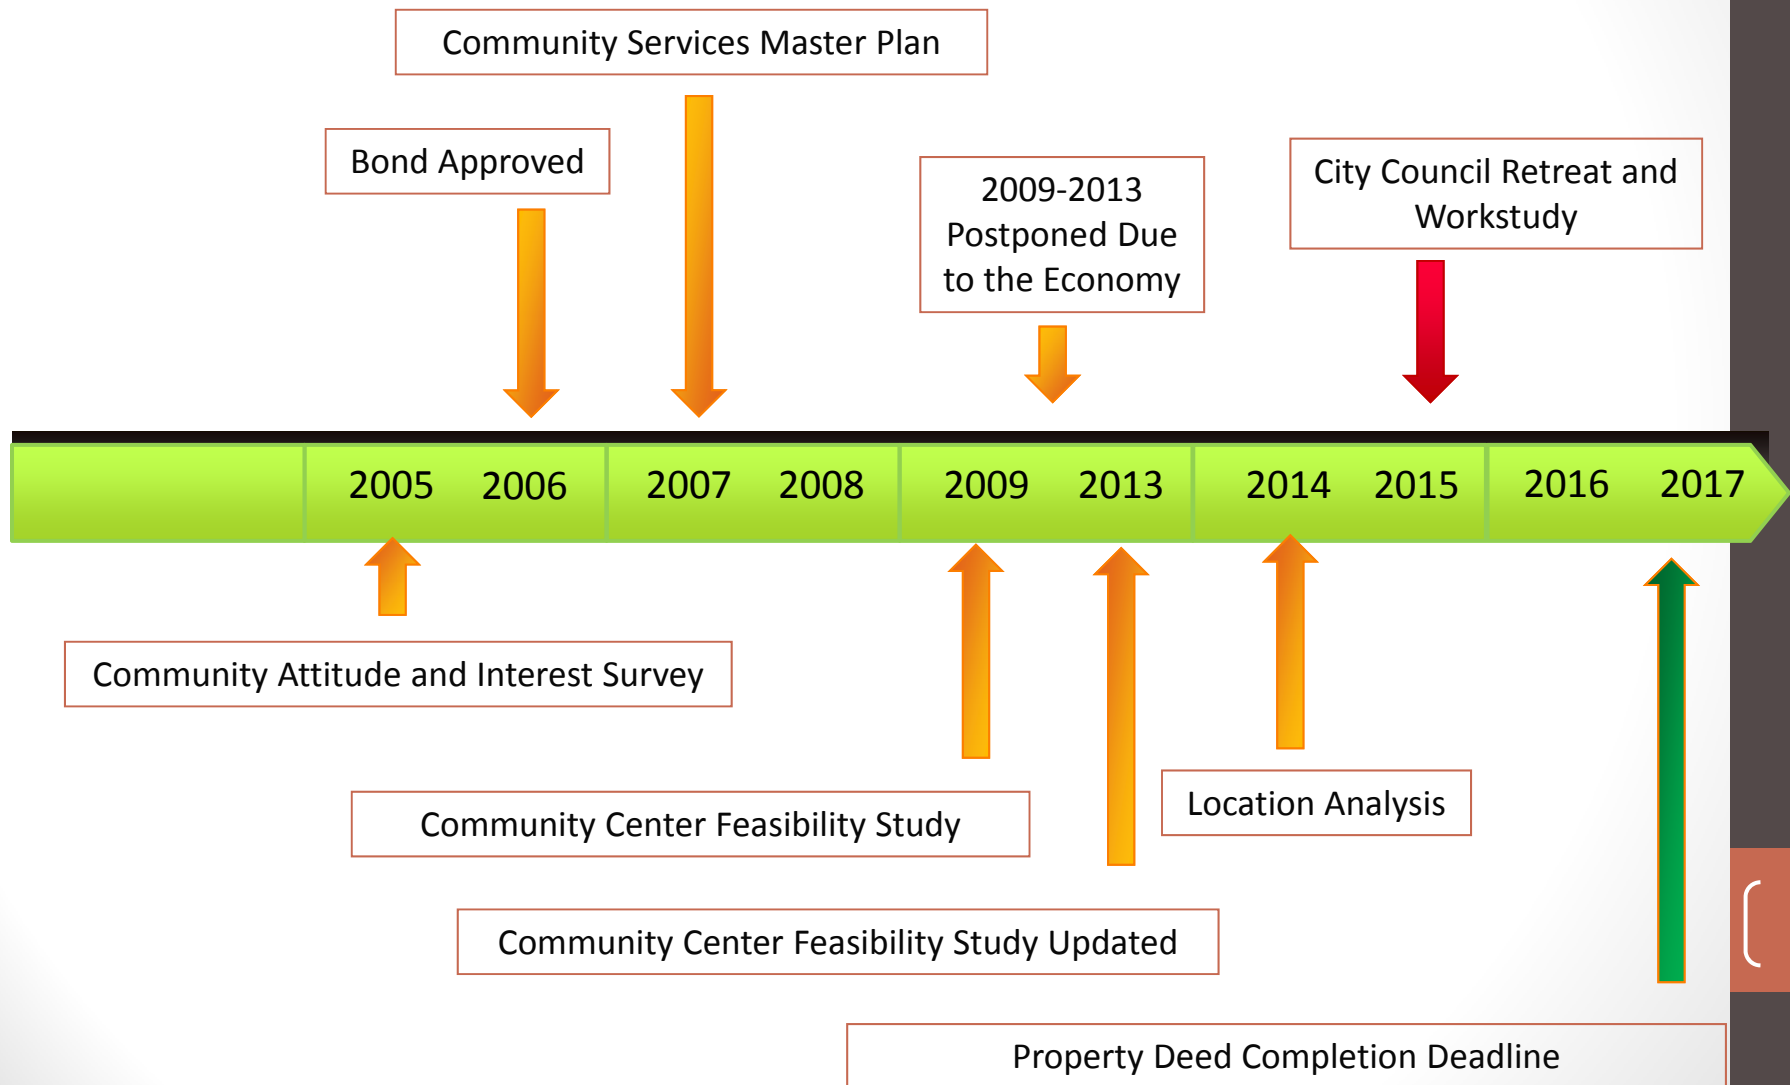 Community Services Master Plan
Bond Approved
2009-2013
Postponed Due
to the Economy
City Council Retreat and
Workstudy
2005 2006 2007 2008 2009 2013 2014 2015 2016 2017
Community Attitude and Interest Survey
Community Center Feasibility Study
Location Analysis
Community Center Feasibility Study Updated
Property Deed Completion Deadline